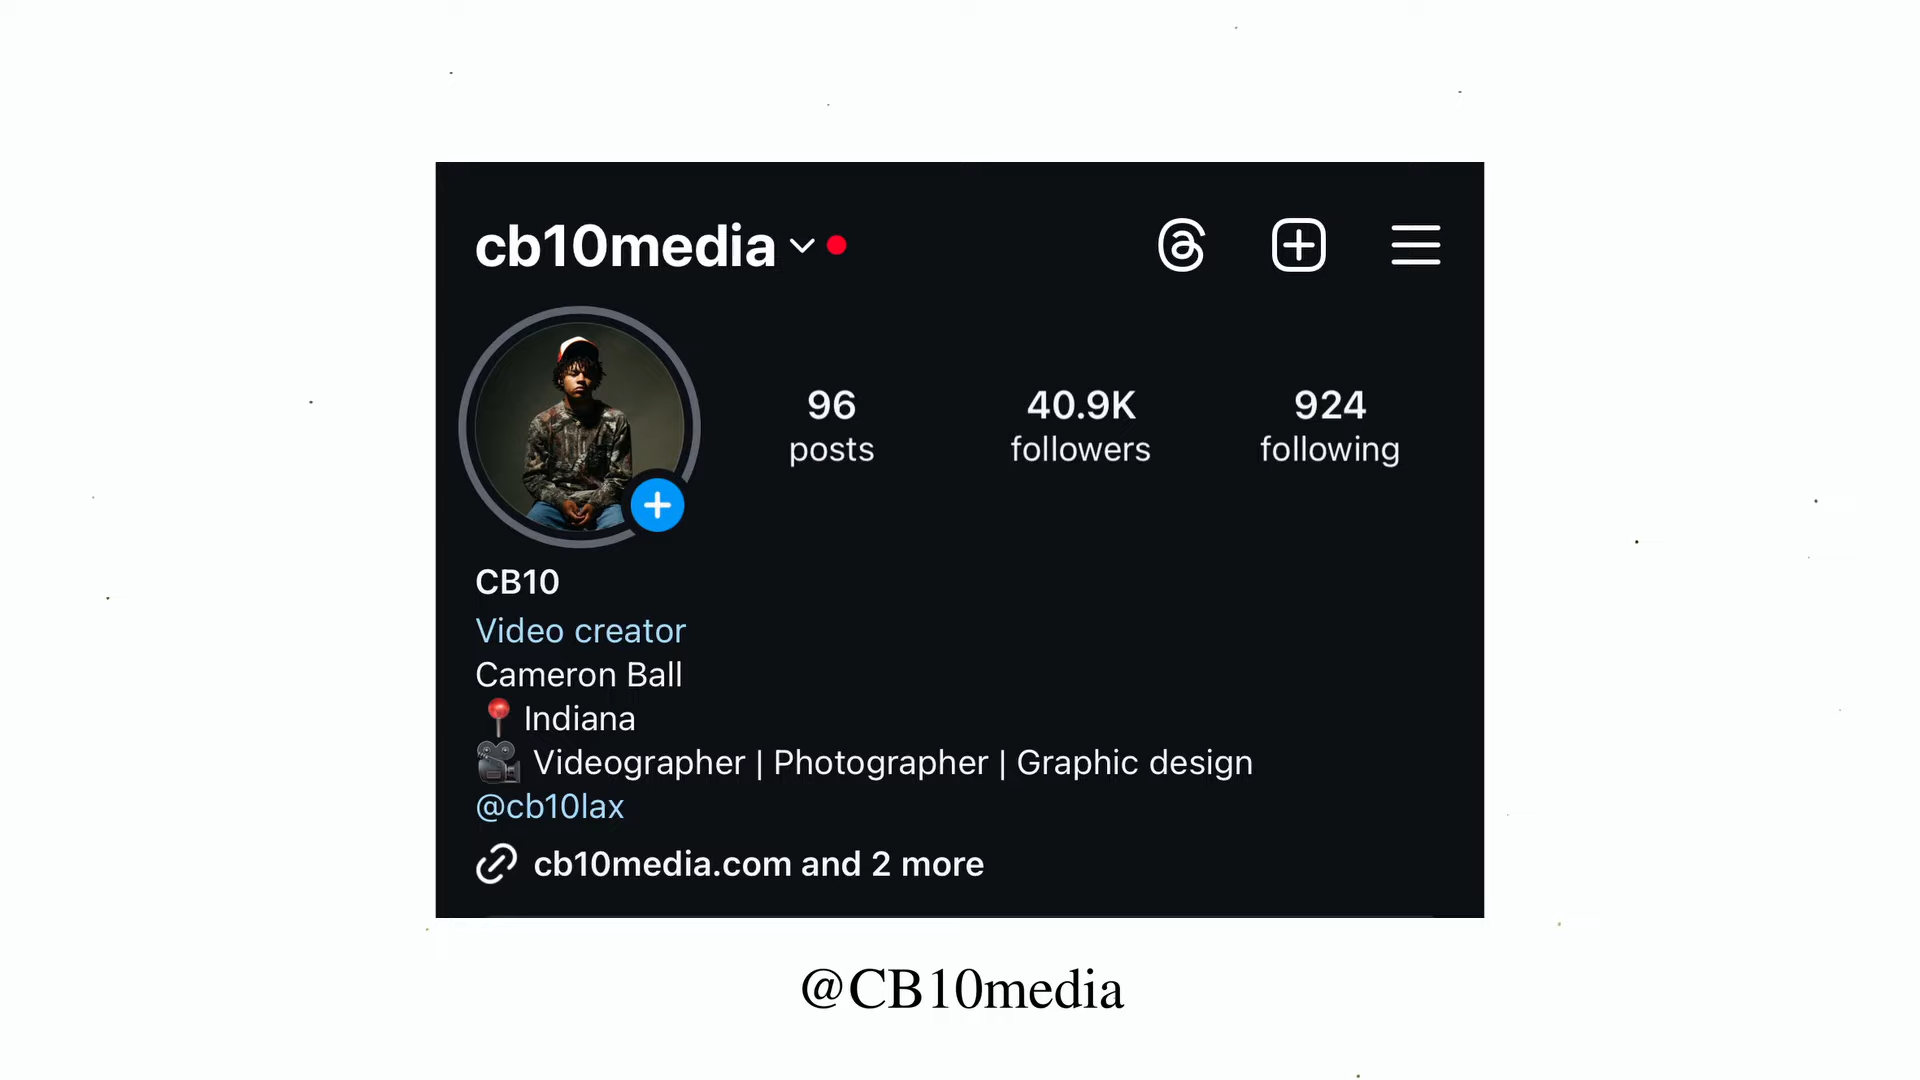 cb10media
96
posts
40.9K
followers
924
following
CB10
Video creator
Cameron Ball
📍 Indiana
🎥 Videographer | Photographer | Graphic design
@cb10lax
cb10media.com and 2 more
@CB10media